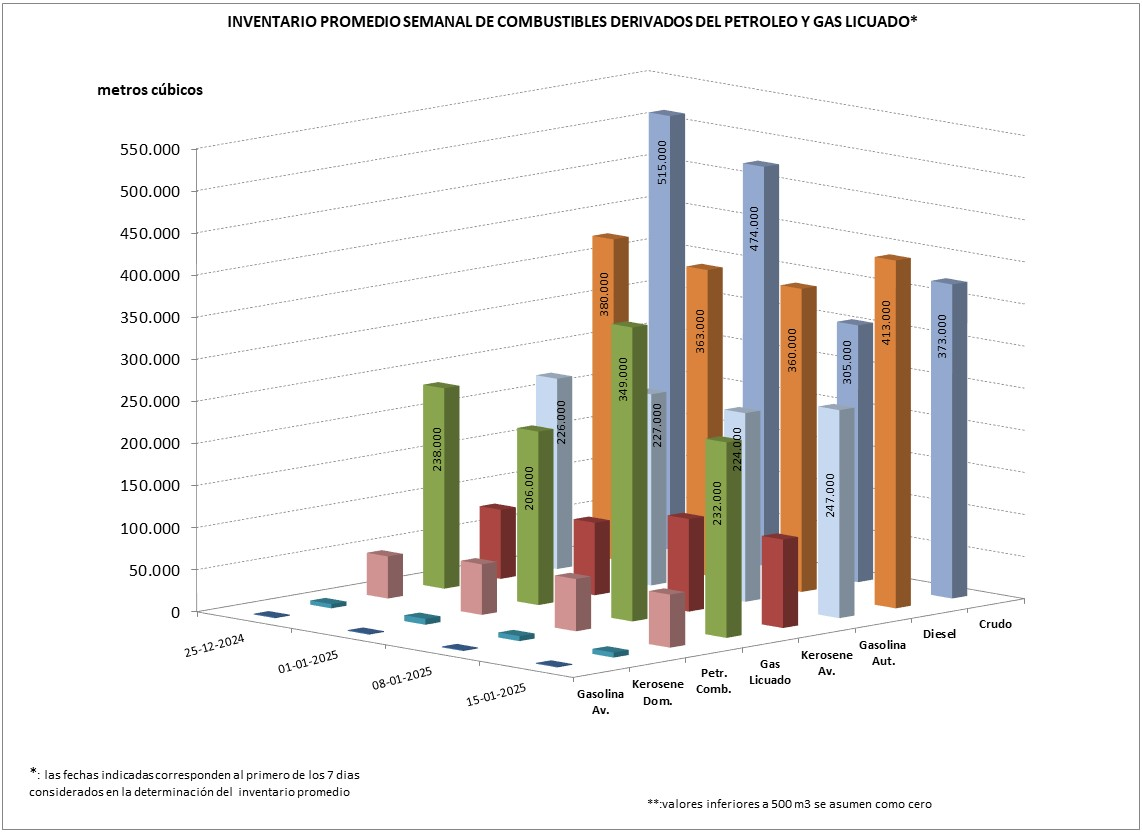 INVENTARIO PROMEDIO SEMANAL DE COMBUSTIBLES DERIVADOS DEL PETROLEO Y GAS LICUADO*
metros cúbicos
550.000
500.000
450.000
400.000
350.000
300.000
250.000
200.000
150.000
100.000
50.000
0
515.000
474.000
305.000
373.000
380.000
363.000
360.000
413.000
226.000
227.000
224.000
247.000
238.000
206.000
349.000
232.000
25-12-2024
01-01-2025
08-01-2025
15-01-2025
Gasolina
Av.
Kerosene
Dom.
Petr.
Comb.
Gas
Licuado
Kerosene
Av.
Gasolina
Aut.
Diesel
Crudo
*: las fechas indicadas corresponden al primero de los 7 dias
considerados en la determinación del inventario promedio
**:valores inferiores a 500 m3 se asumen como cero